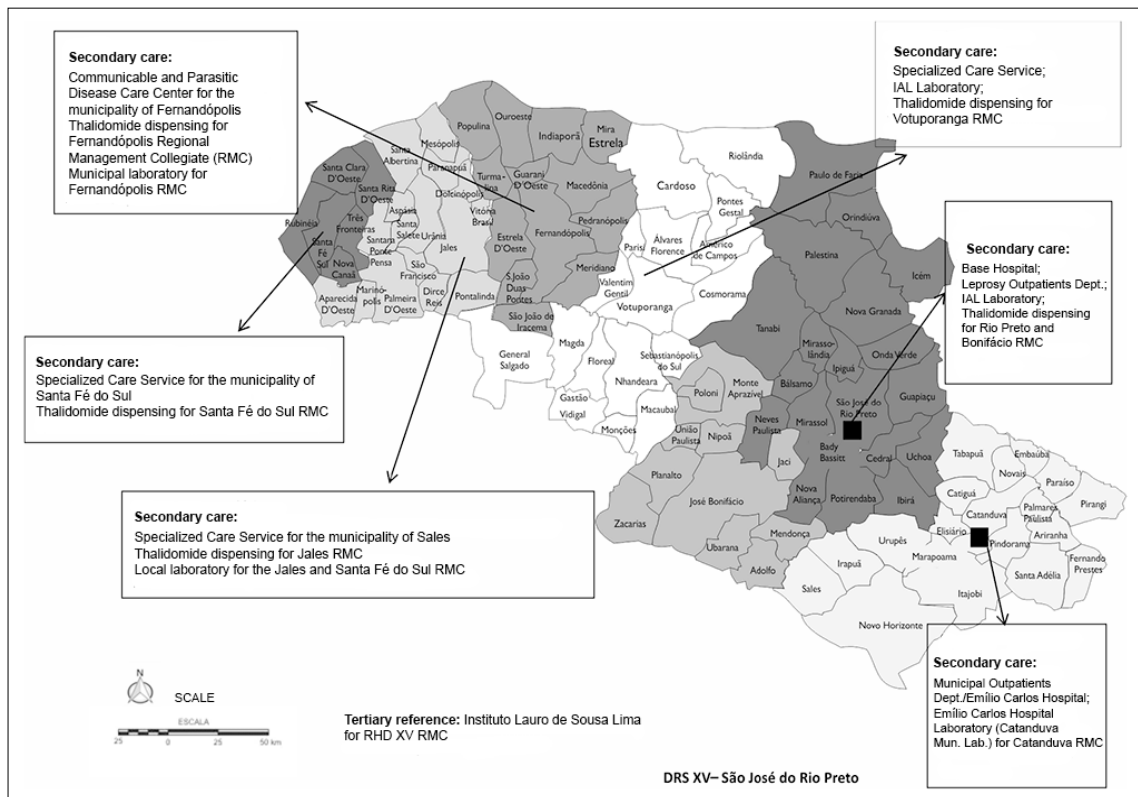 Secondary care:
Communicable and Parasitic
Disease Care Center for the
municipality of Fernandópolis
Thalidomide dispensing for
Fernandópolis Regional
Management Collegiate (RMC)
Municipal laboratory for
Fernandópolis RMC
Secondary care:
Specialized Care Service;
IAL Laboratory;
Thalidomide dispensing for
Votuporanga RMC
Secondary care:
Base Hospital;
Leprosy Outpatients Dept.;
IAL Laboratory;
Thalidomide dispensing
for Rio Preto and
Bonifácio RMC
Secondary care:
Specialized Care Service for the municipality of
Santa Fé do Sul
Thalidomide dispensing for Santa Fé do Sul RMC
Secondary care:
Specialized Care Service for the municipality of Sales
Thalidomide dispensing for Jales RMC
Local laboratory for the Jales and Santa Fé do Sul RMC
Secondary care:
Municipal Outpatients
Dept./Emílio Carlos Hospital;
Emílio Carlos Hospital
Laboratory (Catanduva
Mun. Lab.) for Catanduva RMC
Santa Clara
D'Oeste
Santa Rita
D'Oeste
Rubinéia
Três
Fronteiras
Santa
Fé
Sul
Nova
Canaã
Santa
Albertina
Mesópolis
Paranapuã
Dolcinópolis
Turma-
lina
Vitória
Brasil
Aspásia
Santa
Salete
Urânia
Jales
Santana
Ponte
Pensa
São
Francisco
Aparecida
D'Oeste
Marinó-
polis
Palmeira
D'Oeste
Dirce
Reis
Pontalinda
Populina
Ouroeste
Indiaporã
Mira
Estrela
Guarani
D'Oeste
Macedônia
Pedranópolis
Fernandópolis
Estrela
D'Oeste
Meridiano
S.João
Duas
Pontes
São João de
Iracema
Riolândia
Cardoso
Pontes
Gestal
Parisi
Álvares
Florence
Américo
de Campos
Valentim
Gentil
Votuporanga
Cosmorama
General
Salgado
Magda
Floreal
Sebastianópolis
do Sul
Nhandeara
Gastão
Vidigal
Macaubal
Monções
Paulo de Faria
Orindiúva
Palestina
Icém
Nova Granada
Tanabi
Mirasso-
lândia
Onda Verde
Ipiguá
Bálsamo
São José do
Rio Preto
Guapiaçu
Mirassol
Neves
Paulista
Bady
Bassitt
Cedral
Uchoa
Nova
Aliança
Potirendaba
Ibirá
Poloni
Monte
Aprazível
União
Paulista
Nipoã
Jaci
Planalto
José Bonifácio
Zacarias
Ubarana
Mendonça
Adolfo
Tabapuã
Embaúba
Novais
Paraíso
Catiguá
Pirangi
Catanduva
Palmares
Paulista
Elisiário
Ariranha
Pindorama
Urupês
Marapoama
Fernando
Prestes
Santa Adélia
Irapuã
Sales
Itajobi
Novo Horizonte
N
SCALE
ESCALA
25 0 25 50 km
Tertiary reference: Instituto Lauro de Sousa Lima
for RHD XV RMC
DRS XV– São José do Rio Preto